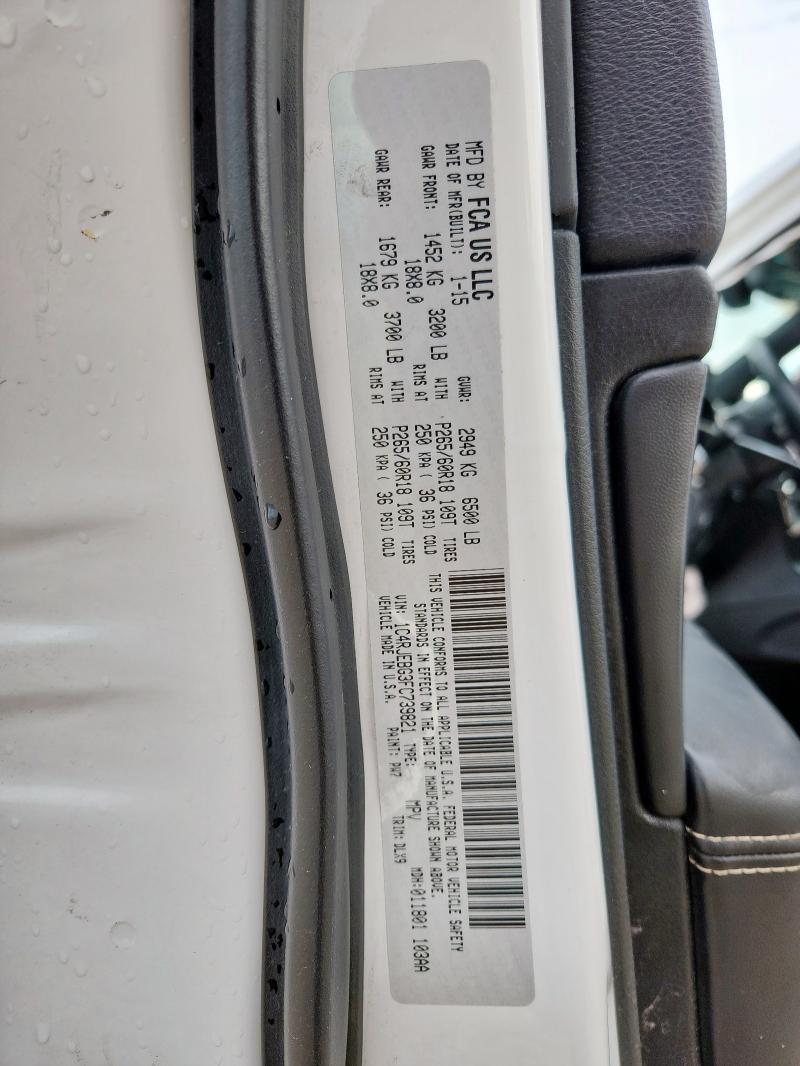 MFD BY FCA US LLC
DATE OF MFR(BUILT): 1-15 GVWR: 2949 KG 6500 LB
GAWR FRONT: 1452 KG 3200 LB WITH P265/60R18 109T TIRES
18X8.0 RIMS AT 250 KPA ( 36 PSI) COLD
GAWR REAR: 1679 KG 3700 LB WITH P265/60R18 109T TIRES
18X8.0 RIMS AT 250 KPA ( 36 PSI) COLD
THIS VEHICLE CONFORMS TO ALL APPLICABLE U.S.A. FEDERAL MOTOR VEHICLE SAFETY
STANDARDS IN EFFECT ON THE DATE OF MANUFACTURE SHOWN ABOVE.
VIN: 1C4RJEBG3FC739821 TYPE: MPV MDH:011801 103AA
VEHICLE MADE IN U.S.A. PAINT: PW7 TRIM: DLX9